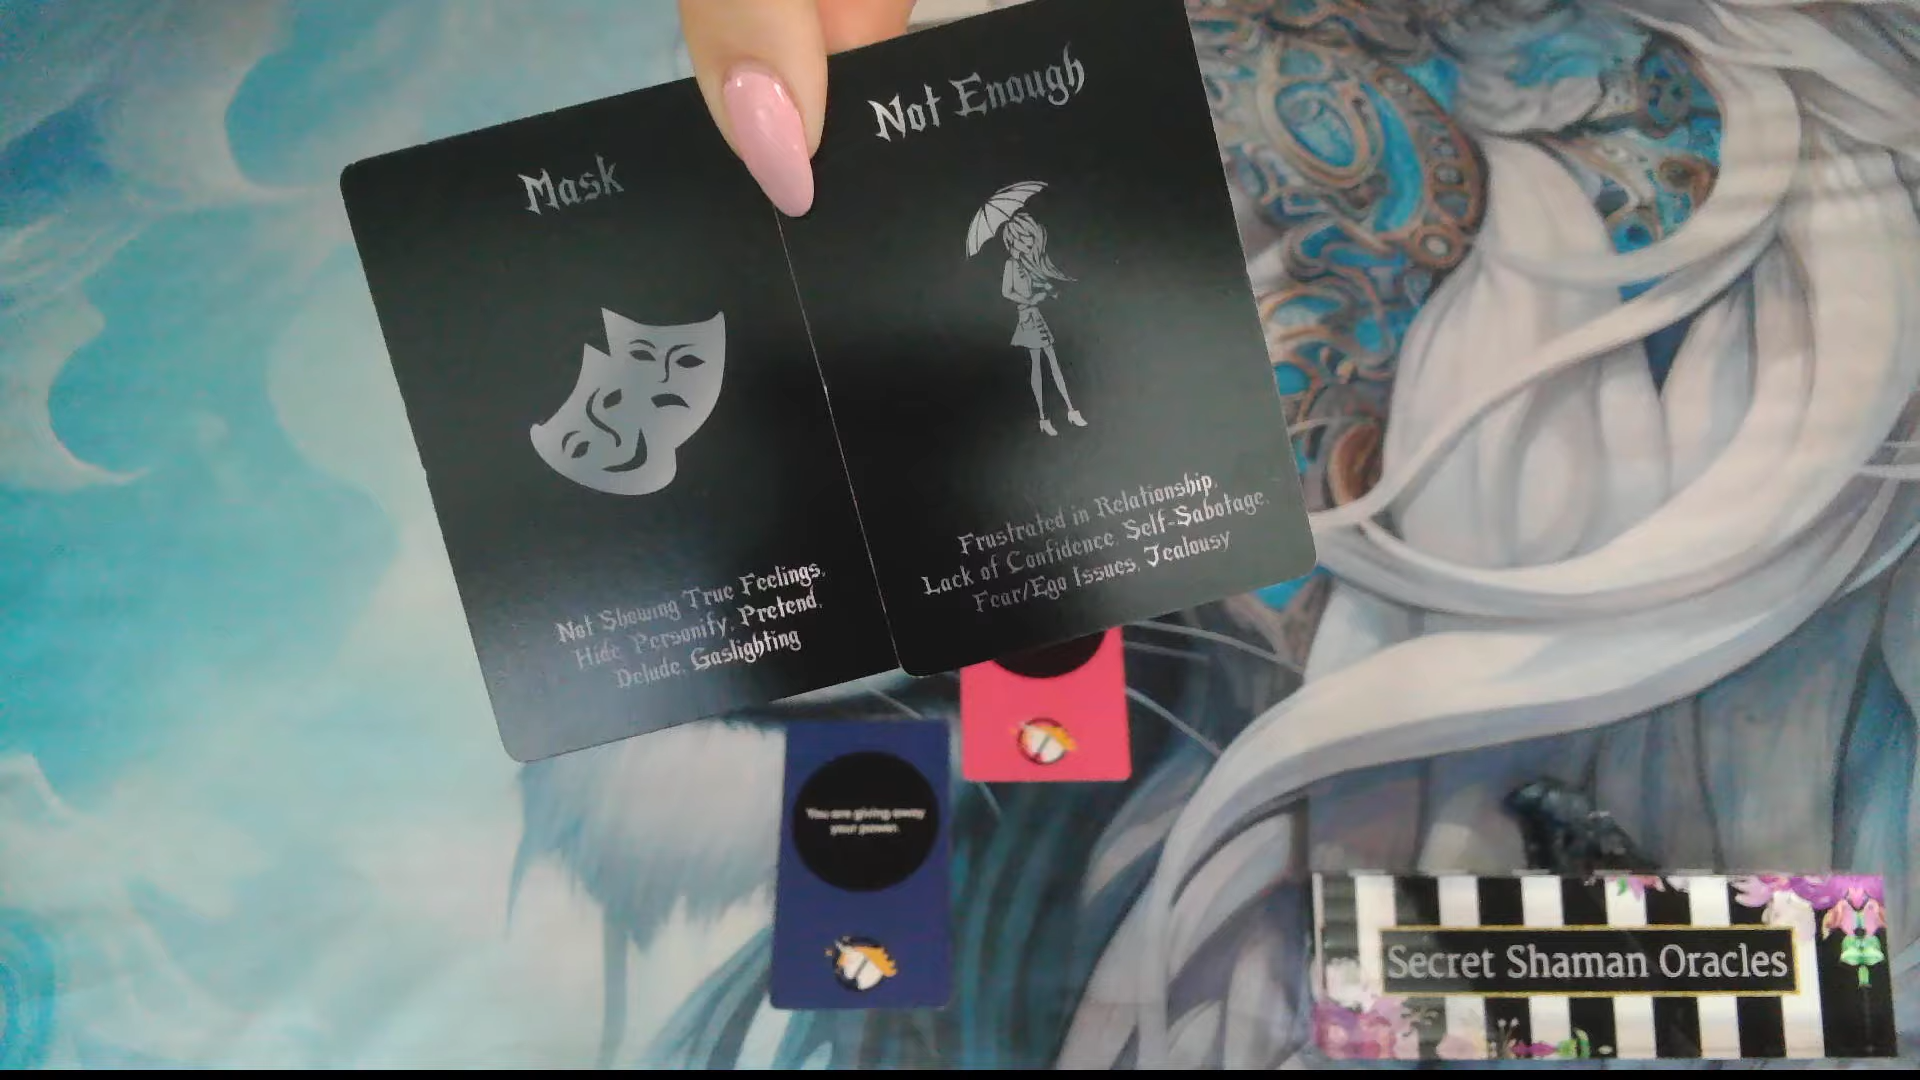 Mask
Not Showing True Feelings,
Hide, Personify, Pretend,
Delude, Gaslighting
Not Enough
Frustrated in Relationship,
Lack of Confidence, Self-Sabotage,
Fear/Ego Issues, Jealousy
You are giving away
your power.
Secret Shaman Oracles